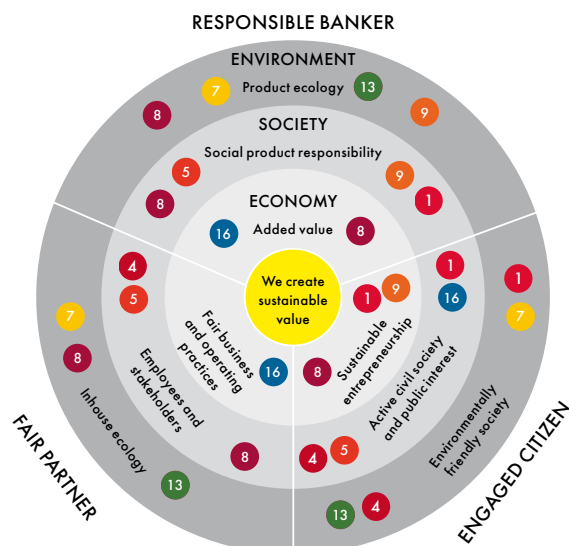 RESPONSIBLE BANKER
ENVIRONMENT
Product ecology
13
7
8
9
SOCIETY
Social product responsibility
5
9
8
1
ECONOMY
Added value
16
8
We create
sustainable
value
4
5
7
8
1
9
1
16
1
7
Fair business
and operating
practices
16
Sustainable
entrepreneurship
8
Employees and
stakeholders
8
Active civil society
and public interest
4
5
Inhouse ecology
13
Environmentally
friendly society
13
4
FAIR PARTNER
ENGAGED CITIZEN